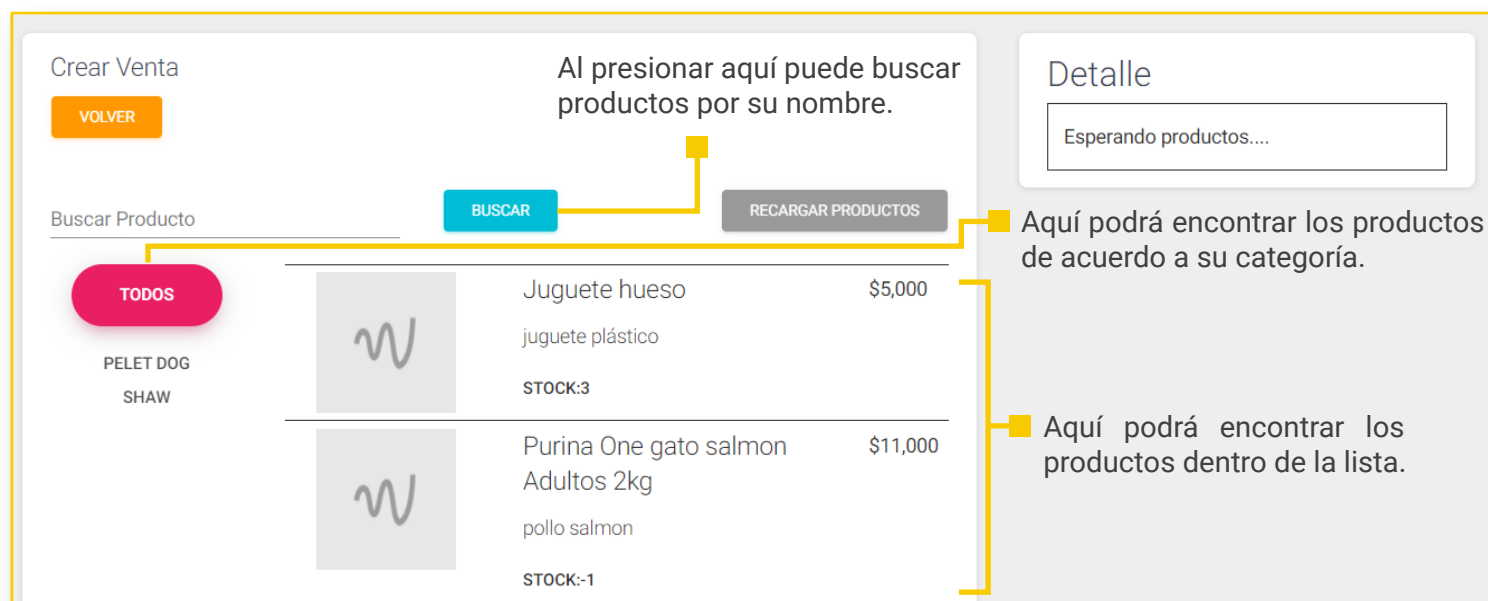 Crear Venta
VOLVER
Al presionar aquí puede buscar
productos por su nombre.
Detalle
Esperando productos....
Buscar Producto
BUSCAR
RECARGAR PRODUCTOS
Aquí podrá encontrar los productos
de acuerdo a su categoría.
TODOS
PELET DOG
SHAW
Juguete hueso
$5,000
juguete plástico
STOCK:3
Purina One gato salmon
Adultos 2kg
$11,000
pollo salmon
STOCK:-1
Aquí podrá encontrar los
productos dentro de la lista.